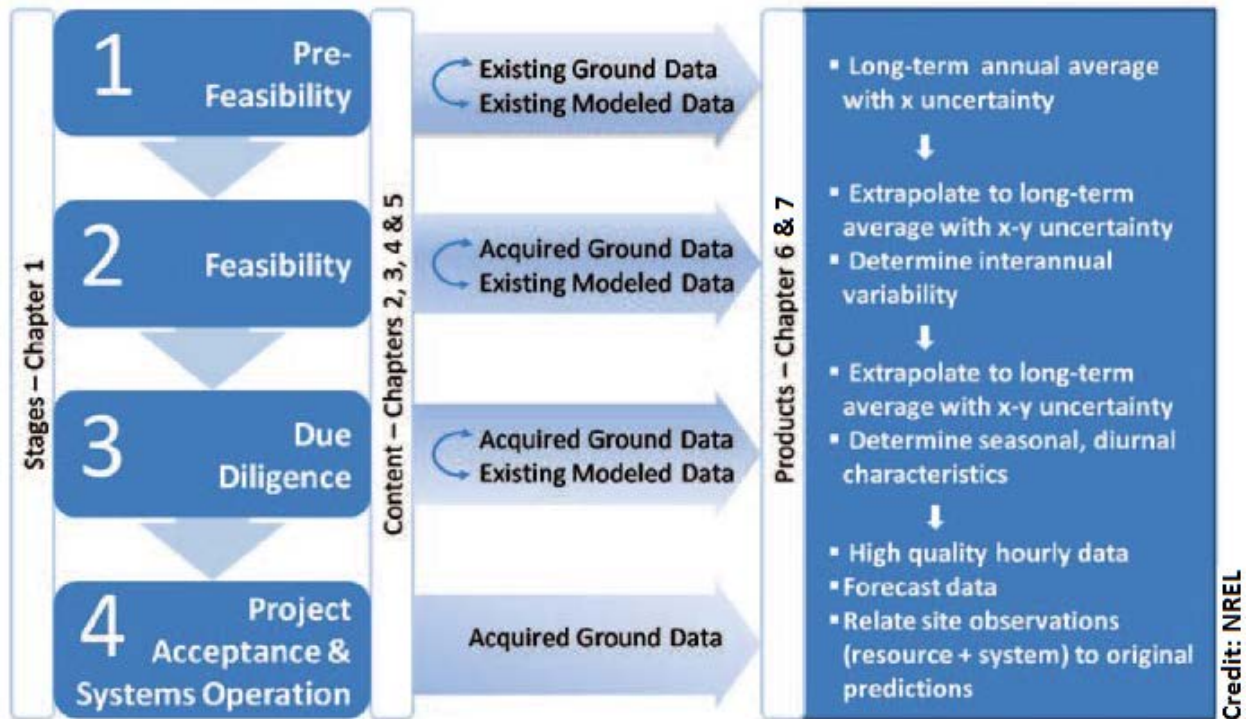 Stages – Chapter 1
1
Pre-
Feasibility
2
Feasibility
3
Due
Diligence
4
Project
Acceptance &
Systems Operation
Content – Chapters 2, 3, 4 & 5
Existing Ground Data
Existing Modeled Data
Acquired Ground Data
Existing Modeled Data
Acquired Ground Data
Existing Modeled Data
Acquired Ground Data
Products – Chapter 6 & 7
▪ Long-term annual average
with x uncertainty
▪ Extrapolate to long-term
average with x-y uncertainty
▪ Determine interannual
variability
▪ Extrapolate to long-term
average with x-y uncertainty
▪ Determine seasonal, diurnal
characteristics
▪ High quality hourly data
▪ Forecast data
▪ Relate site observations
(resource + system) to original
predictions
Credit: NREL